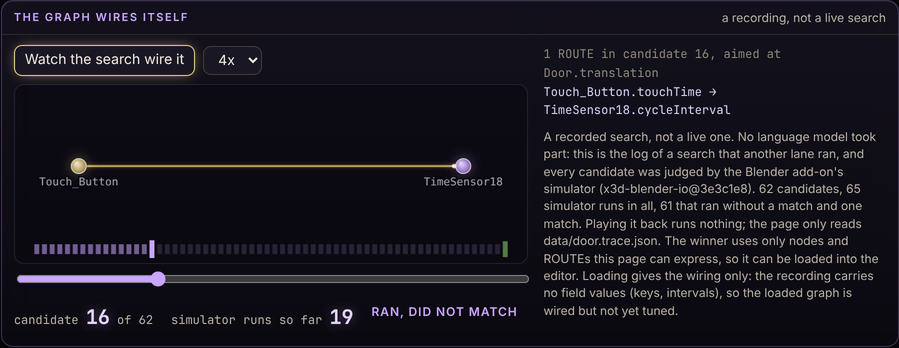 THE GRAPH WIRES ITSELF
a recording, not a live search
Watch the search wire it
4x
Touch_Button
TimeSensor18
candidate 16 of 62
simulator runs so far 19
RAN, DID NOT MATCH
1 ROUTE in candidate 16, aimed at
Door.translation
Touch_Button.touchTime →
TimeSensor18.cycleInterval
A recorded search, not a live one. No language model took
part: this is the log of a search that another lane ran, and
every candidate was judged by the Blender add-on's
simulator (x3d-blender-io@3e3c1e8). 62 candidates, 65
simulator runs in all, 61 that ran without a match and one
match. Playing it back runs nothing; the page only reads
data/door.trace.json. The winner uses only nodes and
ROUTEs this page can express, so it can be loaded into the
editor. Loading gives the wiring only: the recording carries
no field values (keys, intervals), so the loaded graph is
wired but not yet tuned.